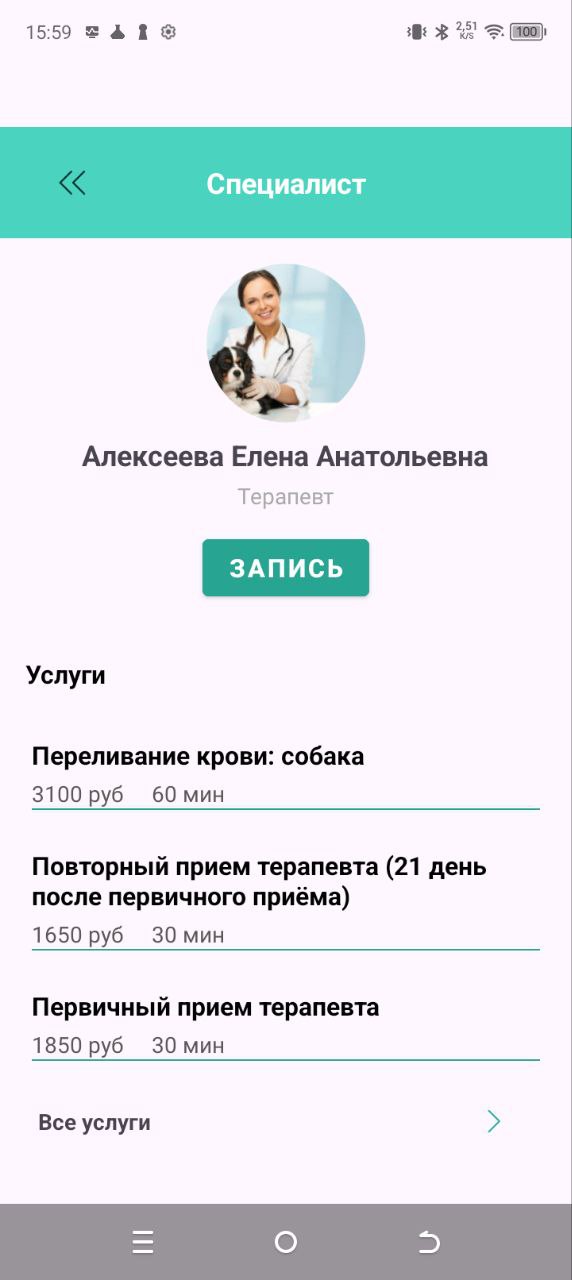 15:59
2,51
K/S
100
Специалист
Алексеева Елена Анатольевна
Терапевт
ЗАПИСЬ
Услуги
Переливание крови: собака
3100 руб 60 мин
Повторный прием терапевта (21 день
после первичного приёма)
1650 руб 30 мин
Первичный прием терапевта
1850 руб 30 мин
Все услуги